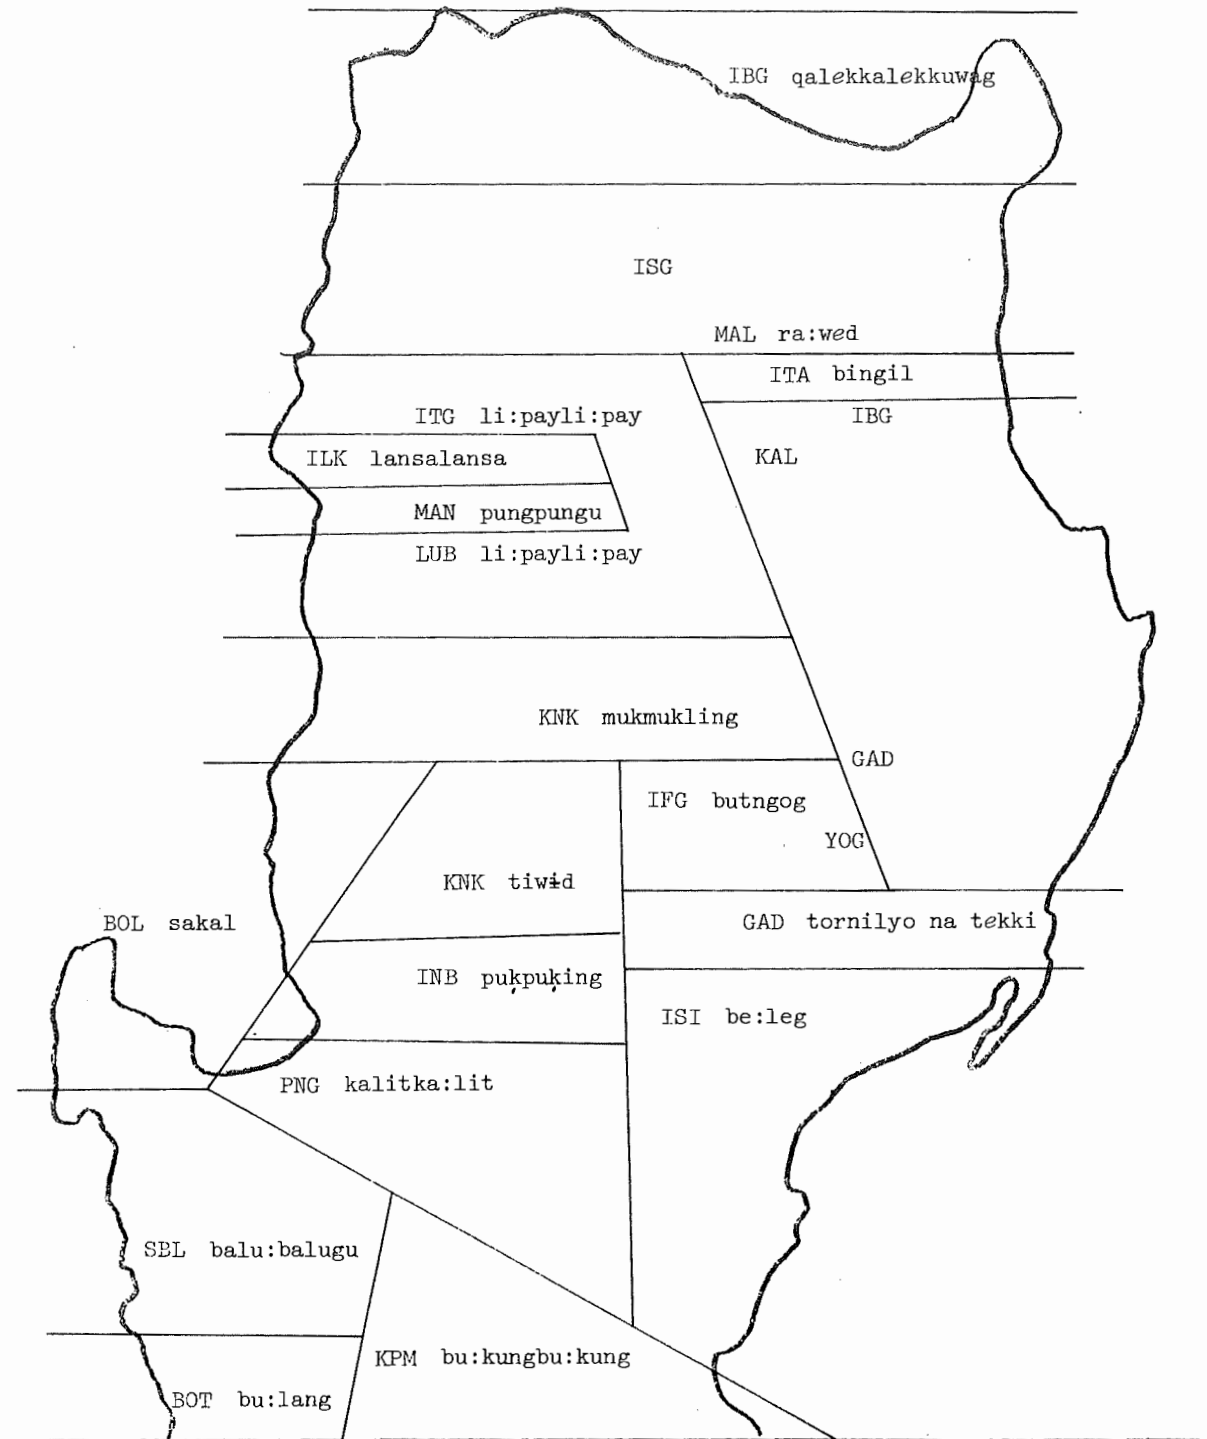 IBG qalekkalekkuwag
ISG
MAL ra:wed
ITA bingil
ITG li:payli:pay
IBG
ILK lansalansa
KAL
MAN pungpungu
LUB li:payli:pay
KNK mukmukling
GAD
IFG butngog
YOG
KNK tiwɨd
BOL sakal
GAD tornilyo na tekki
INB puḳpuḳing
ISI be:leg
PNG kalitka:lit
SBL balu:balugu
KPM bu:kungbu:kung
BOT bu:lang